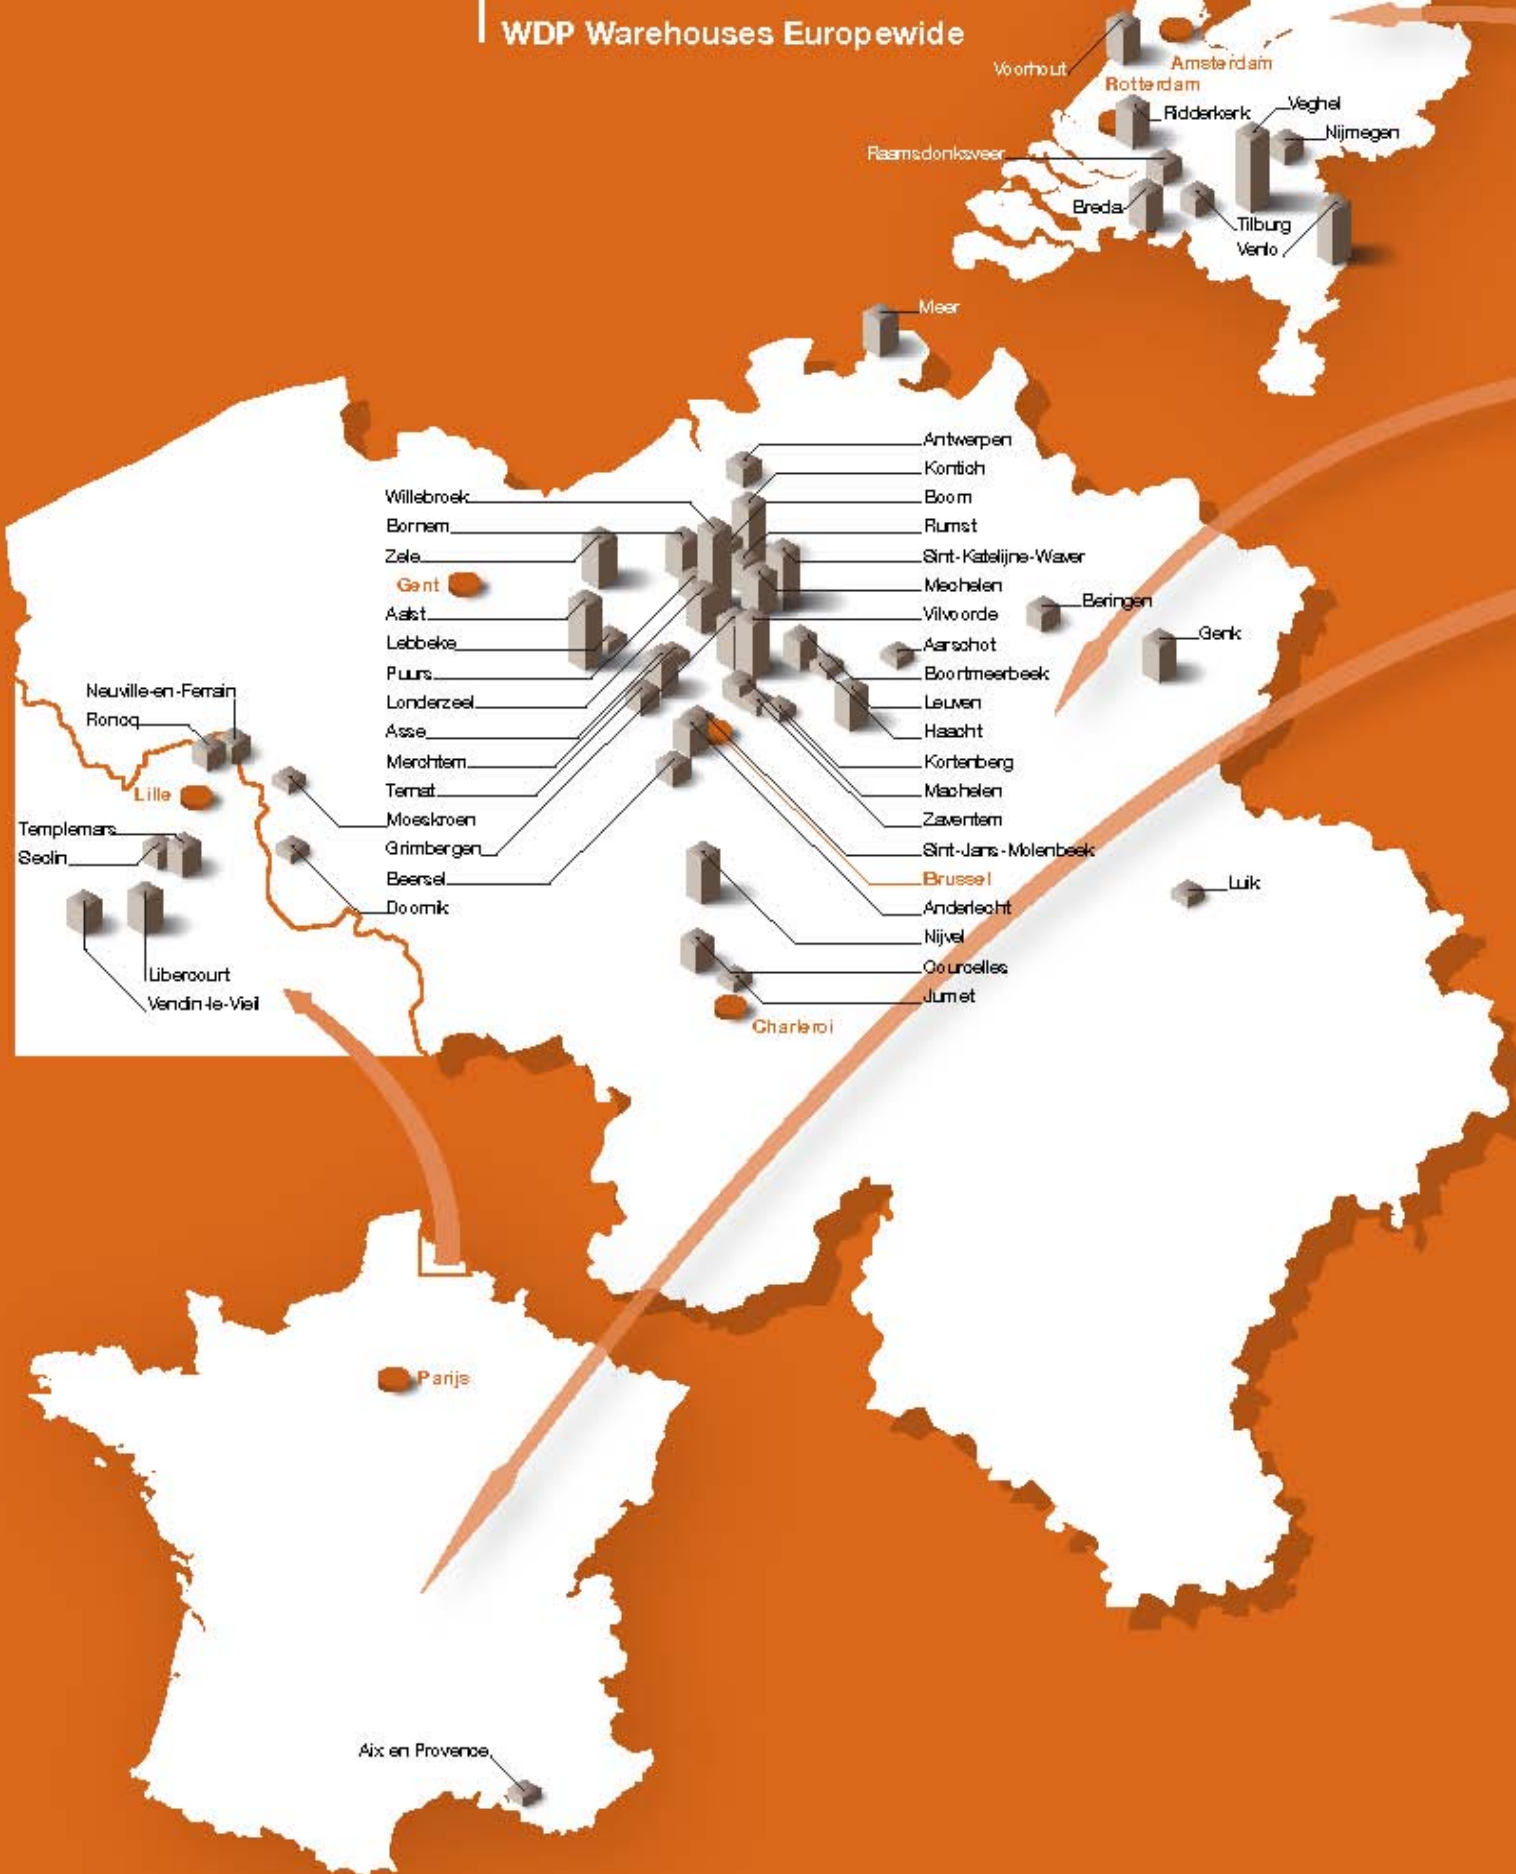 WDP Warehouses Europewide
Voorhout
Amsterdam
Rotterdam
Ridderkerk
Veghel
Nijmegen
Raamsdonksveer
Breda
Tilburg
Venlo
Meer
Antwerpen
Kontich
Willebroek
Boom
Bornem
Rumst
Zele
Sint-Katelijne-Waver
Gent
Mechelen
Beringen
Aalst
Vilvoorde
Genk
Lebbeke
Aarschot
Puurs
Boortmeerbeek
Neuville-en-Ferrain
Londerzeel
Leuven
Roncq
Asse
Haacht
Merchtem
Kortenberg
Ternat
Machelen
Lille
Moeskroen
Zaventem
Templemars
Grimbergen
Sint-Jans-Molenbeek
Seclin
Beersel
Brussel
Luik
Doornik
Anderlecht
Nijvel
Libercourt
Courcelles
Vendin-le-Vieil
Jumet
Charleroi
Parijs
Aix en Provence